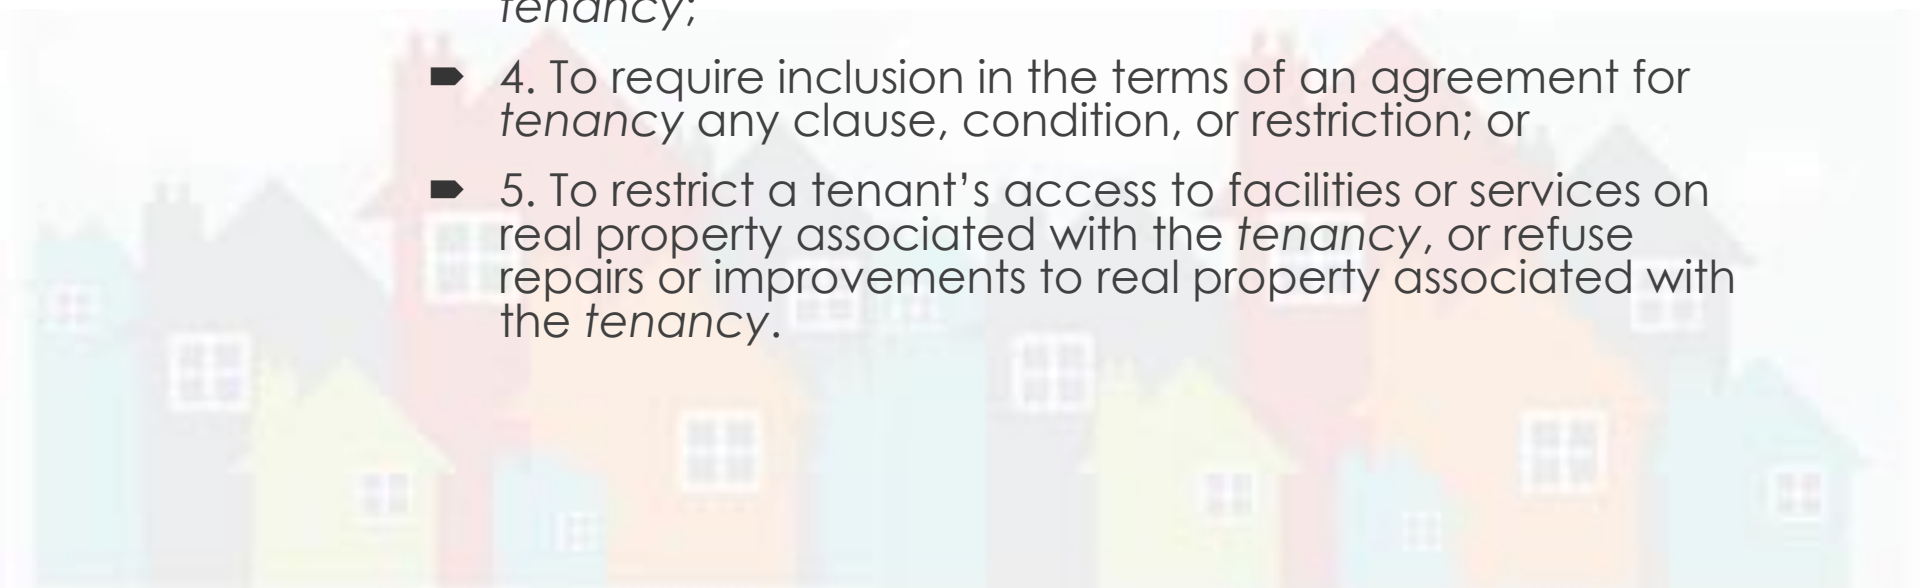 tenancy;
4. To require inclusion in the terms of an agreement for
tenancy any clause, condition, or restriction; or
5. To restrict a tenant’s access to facilities or services on
real property associated with the tenancy, or refuse
repairs or improvements to real property associated with
the tenancy.